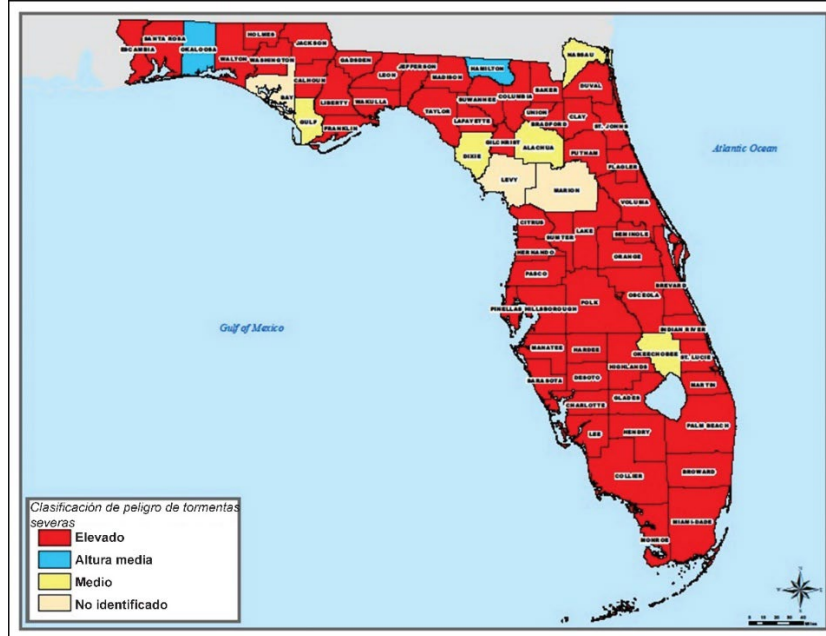 HOLMES
JACKSON
SANTA ROSA
OKALOOSA
ESCAMBIA
WALTON
WASHINGTON
BAY
CALHOUN
GULF
GADSDEN
LIBERTY
FRANKLIN
LEON
WAKULLA
JEFFERSON
MADISON
TAYLOR
HAMILTON
SUWANNEE
LAFAYETTE
COLUMBIA
BAKER
NASSAU
DUVAL
UNION
BRADFORD
CLAY
ST. JOHNS
GILCHRIST
DIXIE
ALACHUA
PUTNAM
FLAGLER
LEVY
MARION
VOLUSIA
CITRUS
SUMTER
LAKE
SEMINOLE
HERNANDO
ORANGE
PASCO
BREVARD
OSCEOLA
POLK
PINELLAS
HILLSBOROUGH
INDIAN RIVER
MANATEE
HARDEE
OKEECHOBEE
ST. LUCIE
HIGHLANDS
SARASOTA
DESOTO
MARTIN
CHARLOTTE
GLADES
PALM BEACH
LEE
HENDRY
COLLIER
BROWARD
MIAMI-DADE
MONROE
Atlantic Ocean
Gulf of Mexico
Clasificación de peligro de tormentas
severas
Elevado
Altura media
Medio
No identificado